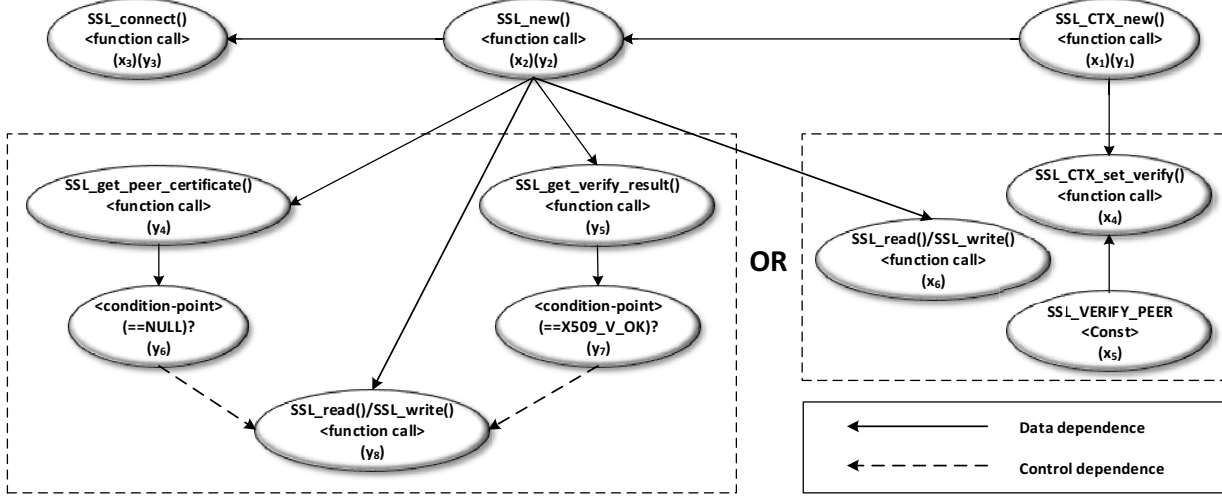 SSL_connect()
<function call>
(x₃)(y₃)
SSL_new()
<function call>
(x₂)(y₂)
SSL_CTX_new()
<function call>
(x₁)(y₁)
SSL_get_peer_certificate()
<function call>
(y₄)
SSL_get_verify_result()
<function call>
(y₅)
<condition-point>
(==NULL)?
(y₆)
<condition-point>
(==X509_V_OK)?
(y₇)
SSL_read()/SSL_write()
<function call>
(y₈)
OR
SSL_CTX_set_verify()
<function call>
(x₄)
SSL_read()/SSL_write()
<function call>
(x₆)
SSL_VERIFY_PEER
<Const>
(x₅)
Data dependence
Control dependence